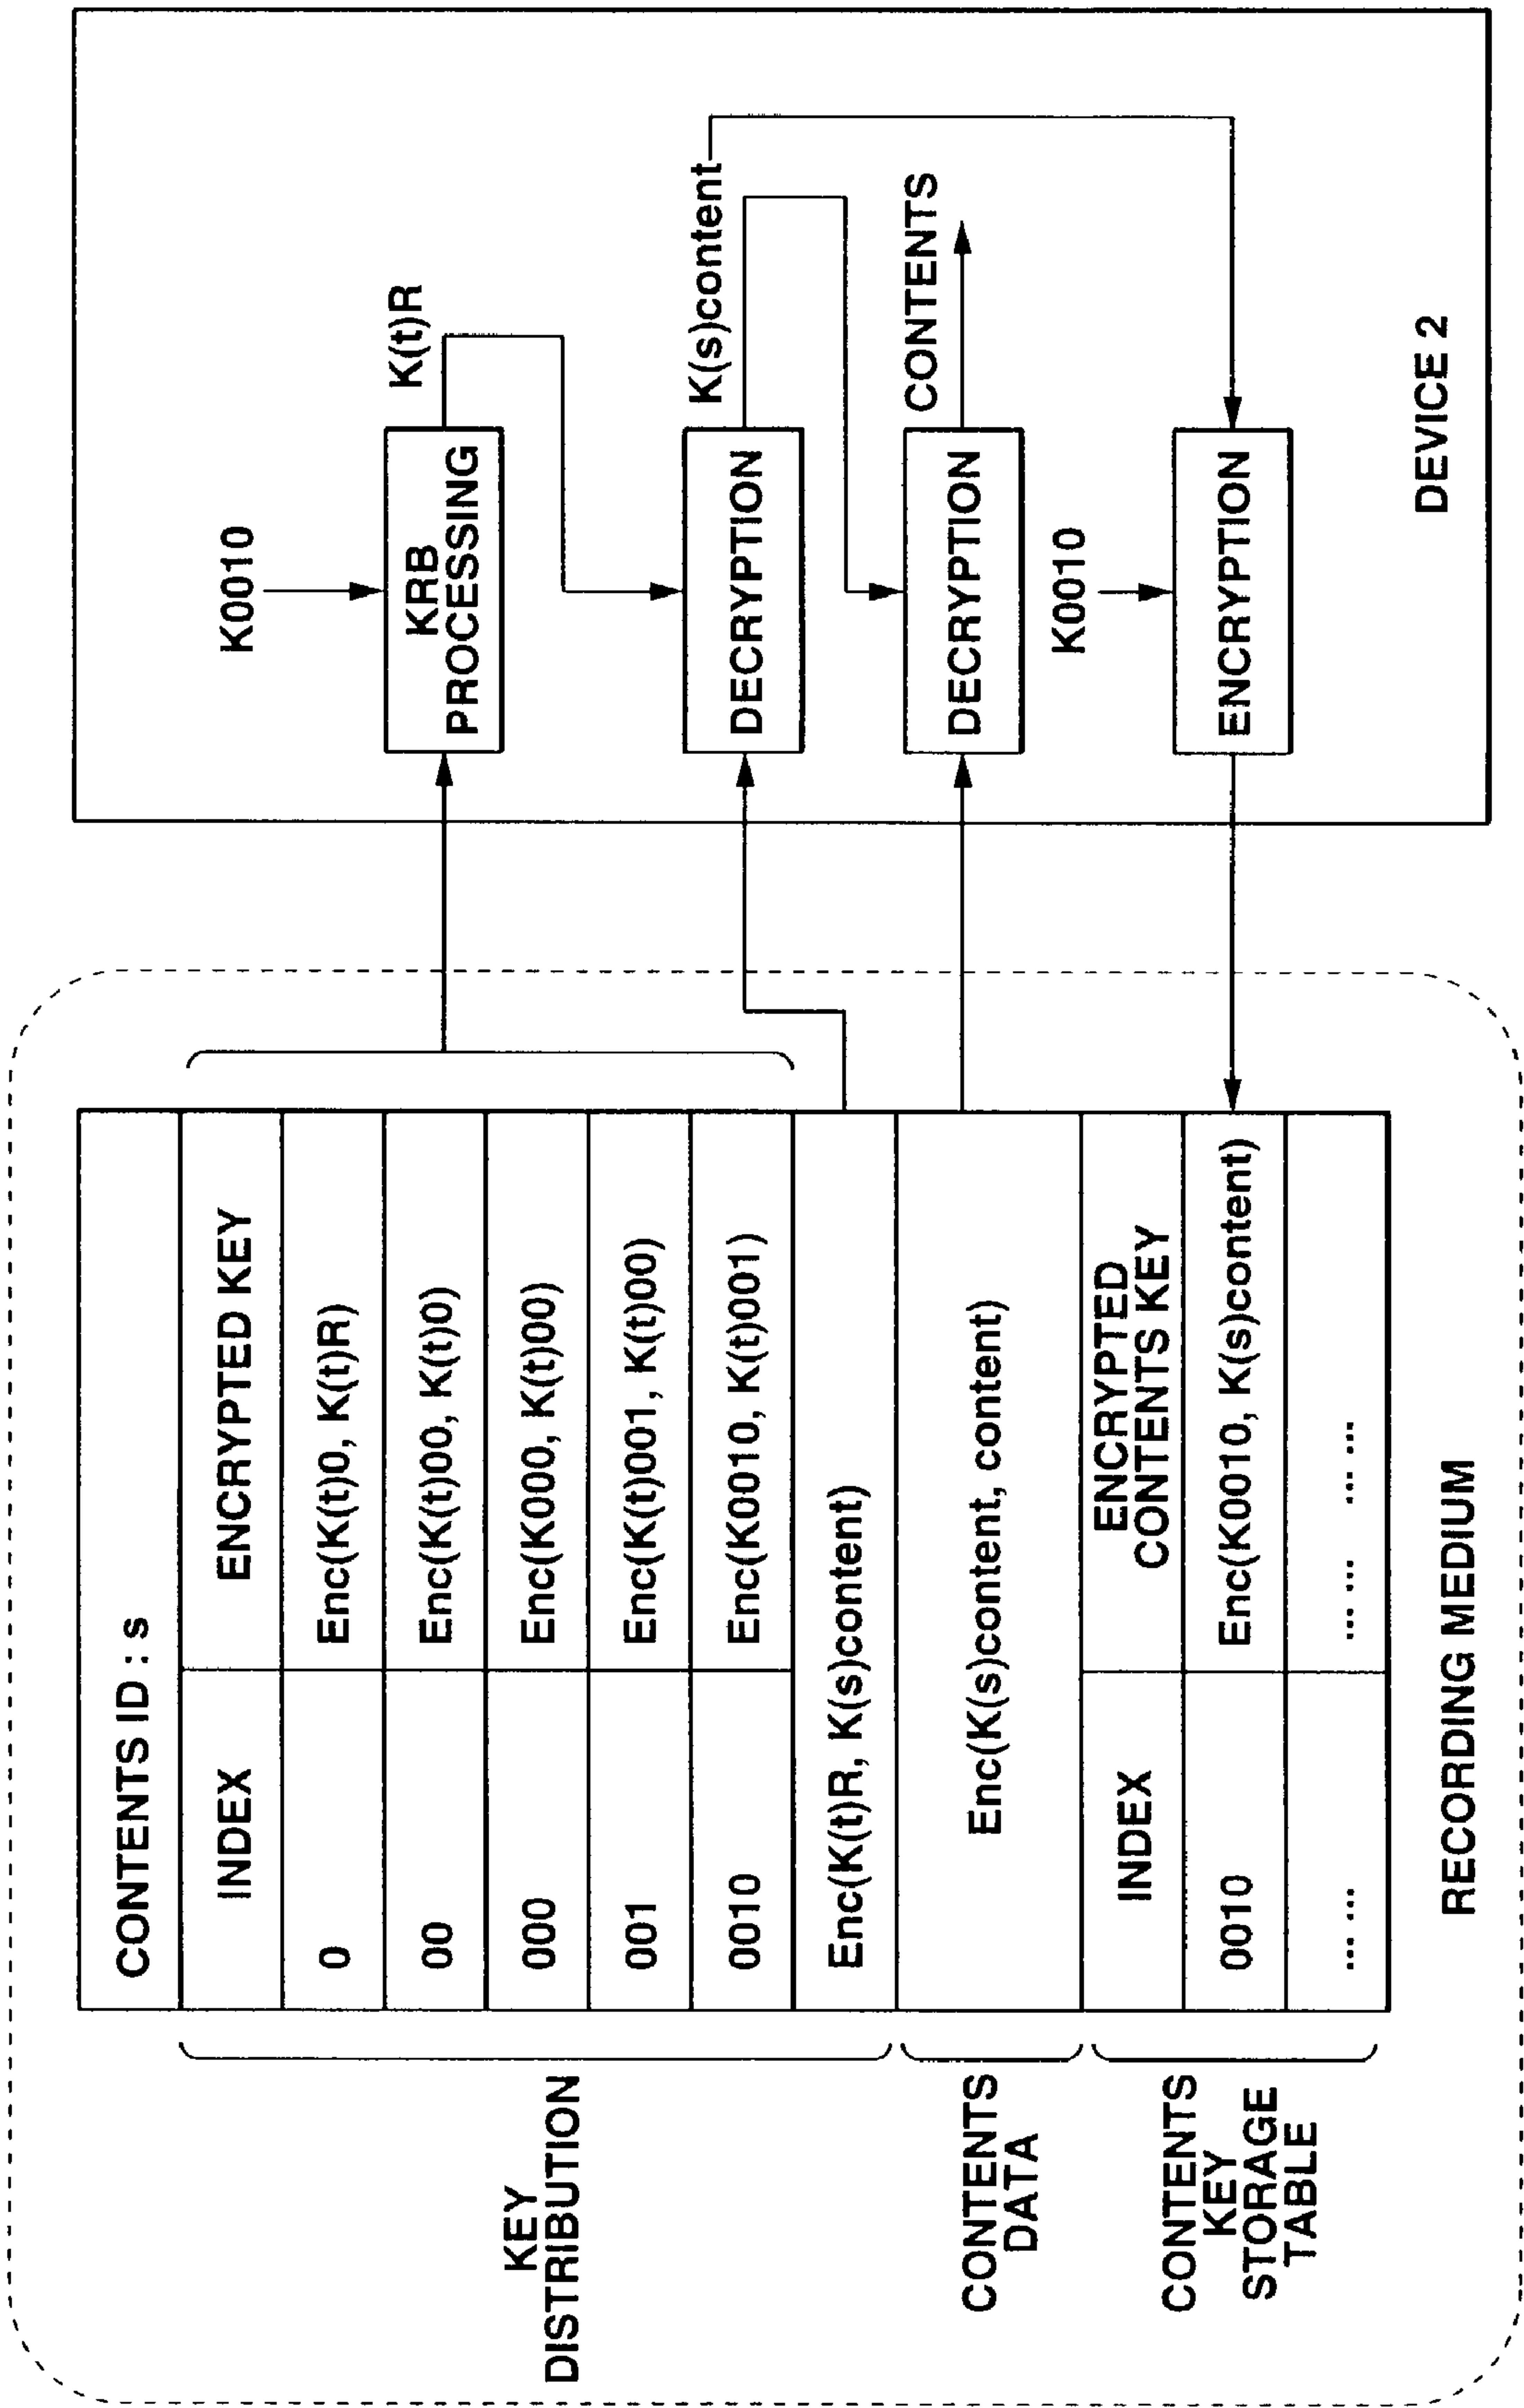 CONTENTS ID : s
INDEX
ENCRYPTED KEY
0
Enc(K(t)0, K(t)R)
00
Enc(K(t)00, K(t)0)
000
Enc(K000, K(t)00)
001
Enc(K(t)001, K(t)00)
0010
Enc(K0010, K(t)001)
Enc(K(t)R, K(s)content)
Enc(K(s)content, content)
INDEX
ENCRYPTED
CONTENTS KEY
0010
Enc(K0010, K(s)content)
... ...
... ... ... ...
KEY
DISTRIBUTION
CONTENTS
DATA
CONTENTS
KEY
STORAGE
TABLE
RECORDING MEDIUM
K0010
KRB
PROCESSING
K(t)R
DECRYPTION
K(s)content
DECRYPTION
CONTENTS
K0010
ENCRYPTION
DEVICE 2